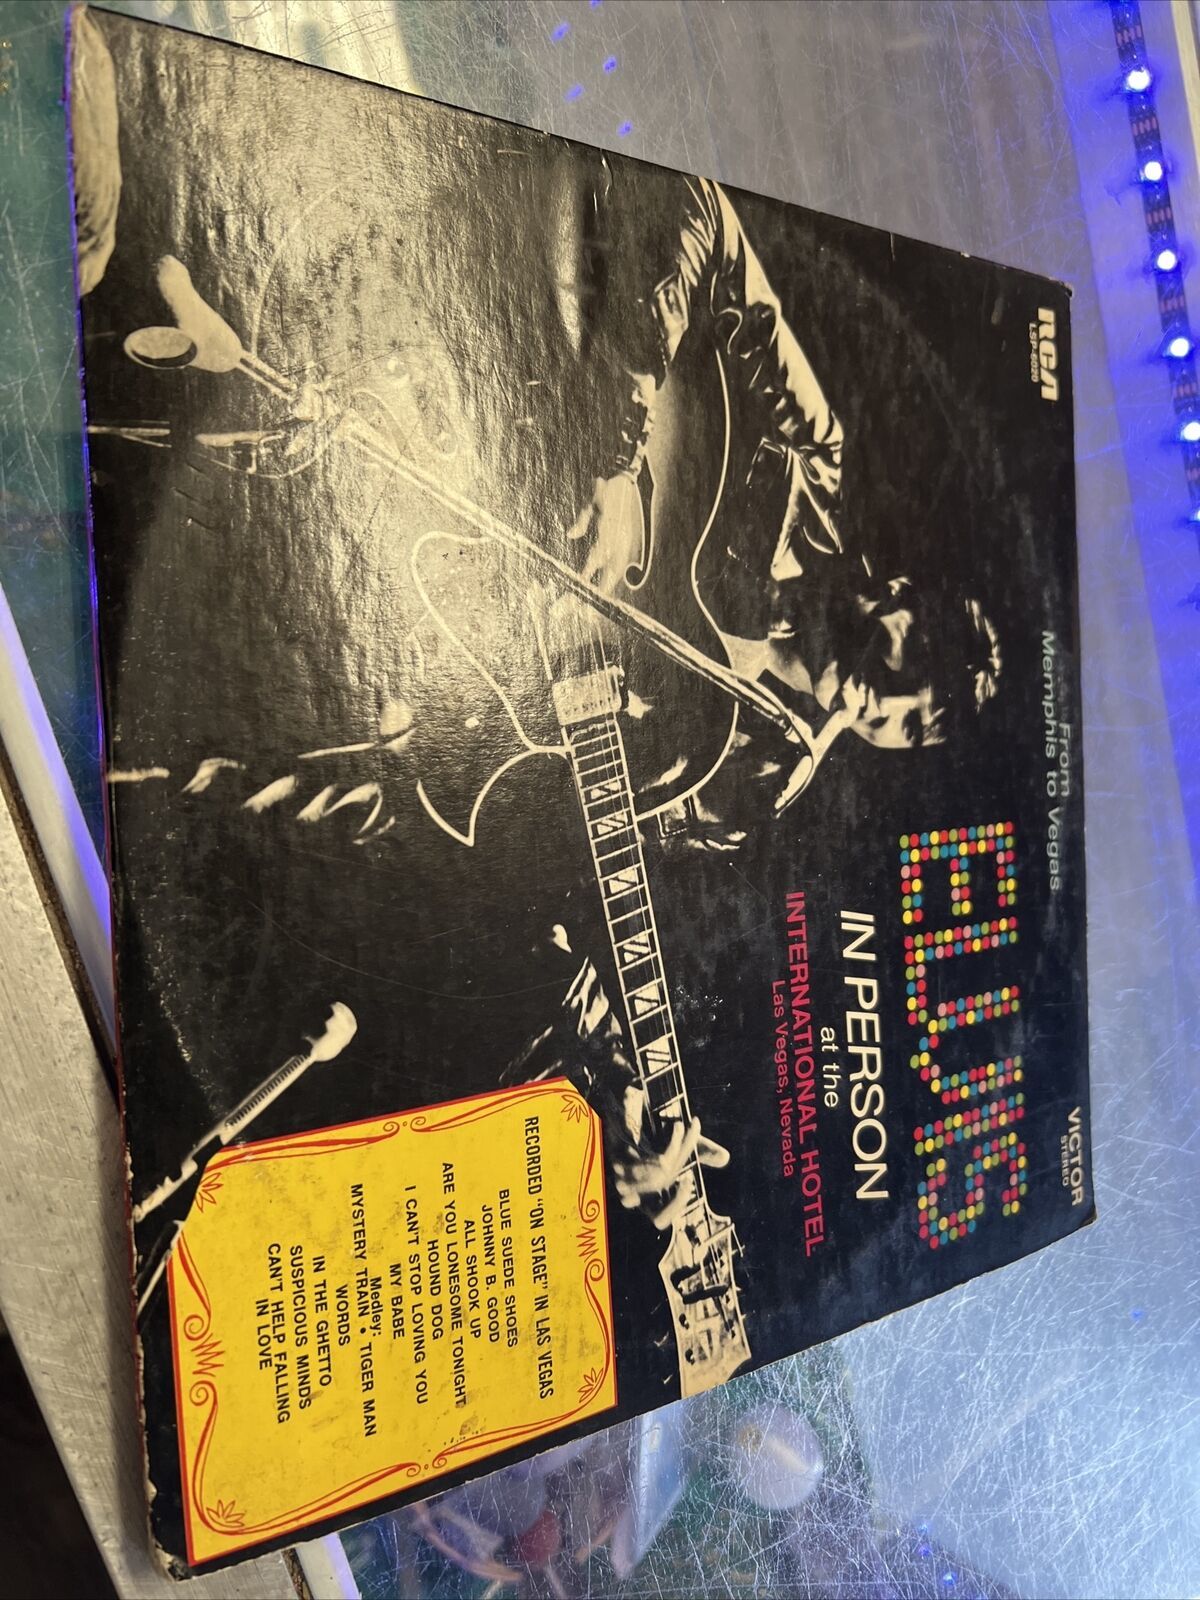 RCA
LSP-6020
From
Memphis to Vegas
VICTOR
STEREO
ELVIS
IN PERSON
at the
INTERNATIONAL HOTEL
Las Vegas, Nevada
RECORDED "ON STAGE" IN LAS VEGAS
BLUE SUEDE SHOES
JOHNNY B. GOOD
ALL SHOOK UP
ARE YOU LONESOME TONIGHT
HOUND DOG
I CAN'T STOP LOVING YOU
MY BABE
Medley:
MYSTERY TRAIN • TIGER MAN
WORDS
IN THE GHETTO
SUSPICIOUS MINDS
CAN'T HELP FALLING
IN LOVE